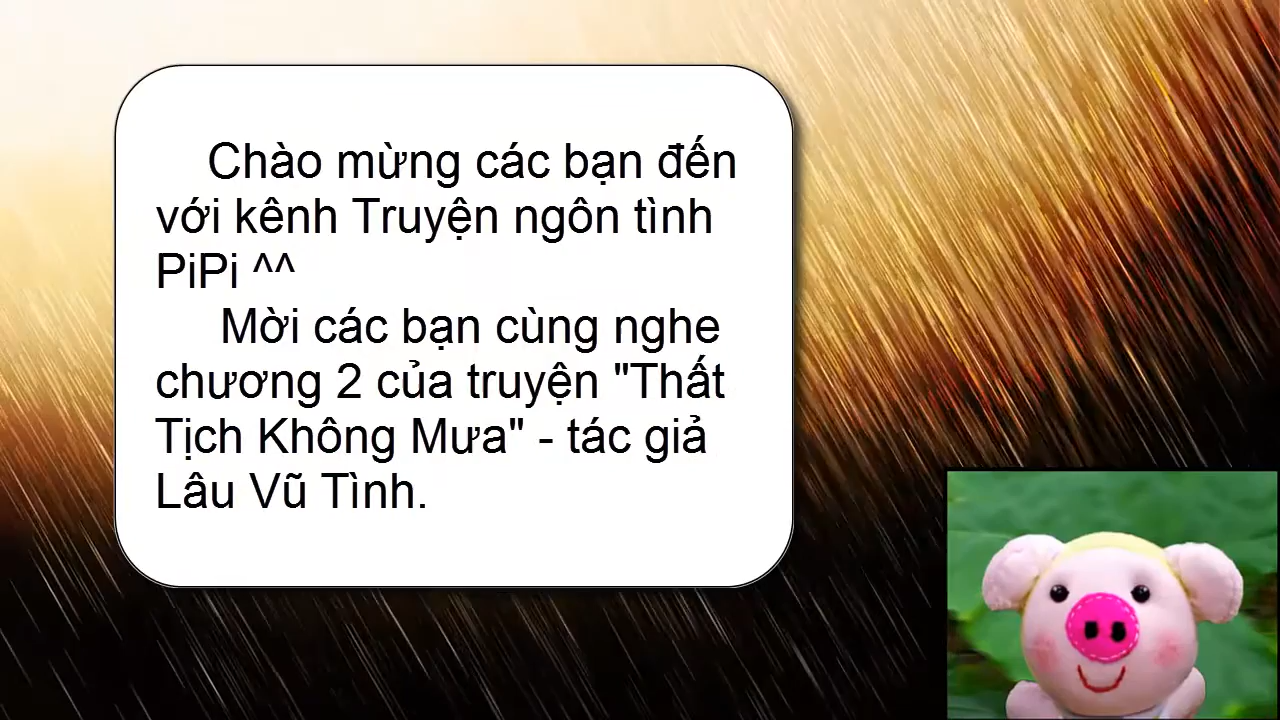 Chào mừng các bạn đến
với kênh Truyện ngôn tình
PiPi ^^
Mời các bạn cùng nghe
chương 2 của truyện "Thất
Tịch Không Mưa" - tác giả
Lâu Vũ Tình.